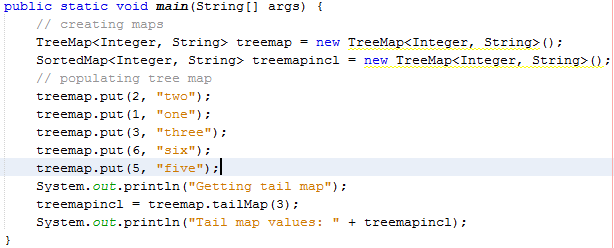 public static void main(String[] args) {
// creating maps
TreeMap<Integer, String> treemap = new TreeMap<Integer, String>();
SortedMap<Integer, String> treemapincl = new TreeMap<Integer, String>();
// populating tree map
treemap.put(2, "two");
treemap.put(1, "one");
treemap.put(3, "three");
treemap.put(6, "six");
treemap.put(5, "five");
System.out.println("Getting tail map");
treemapincl = treemap.tailMap(3);
System.out.println("Tail map values: " + treemapincl);
}